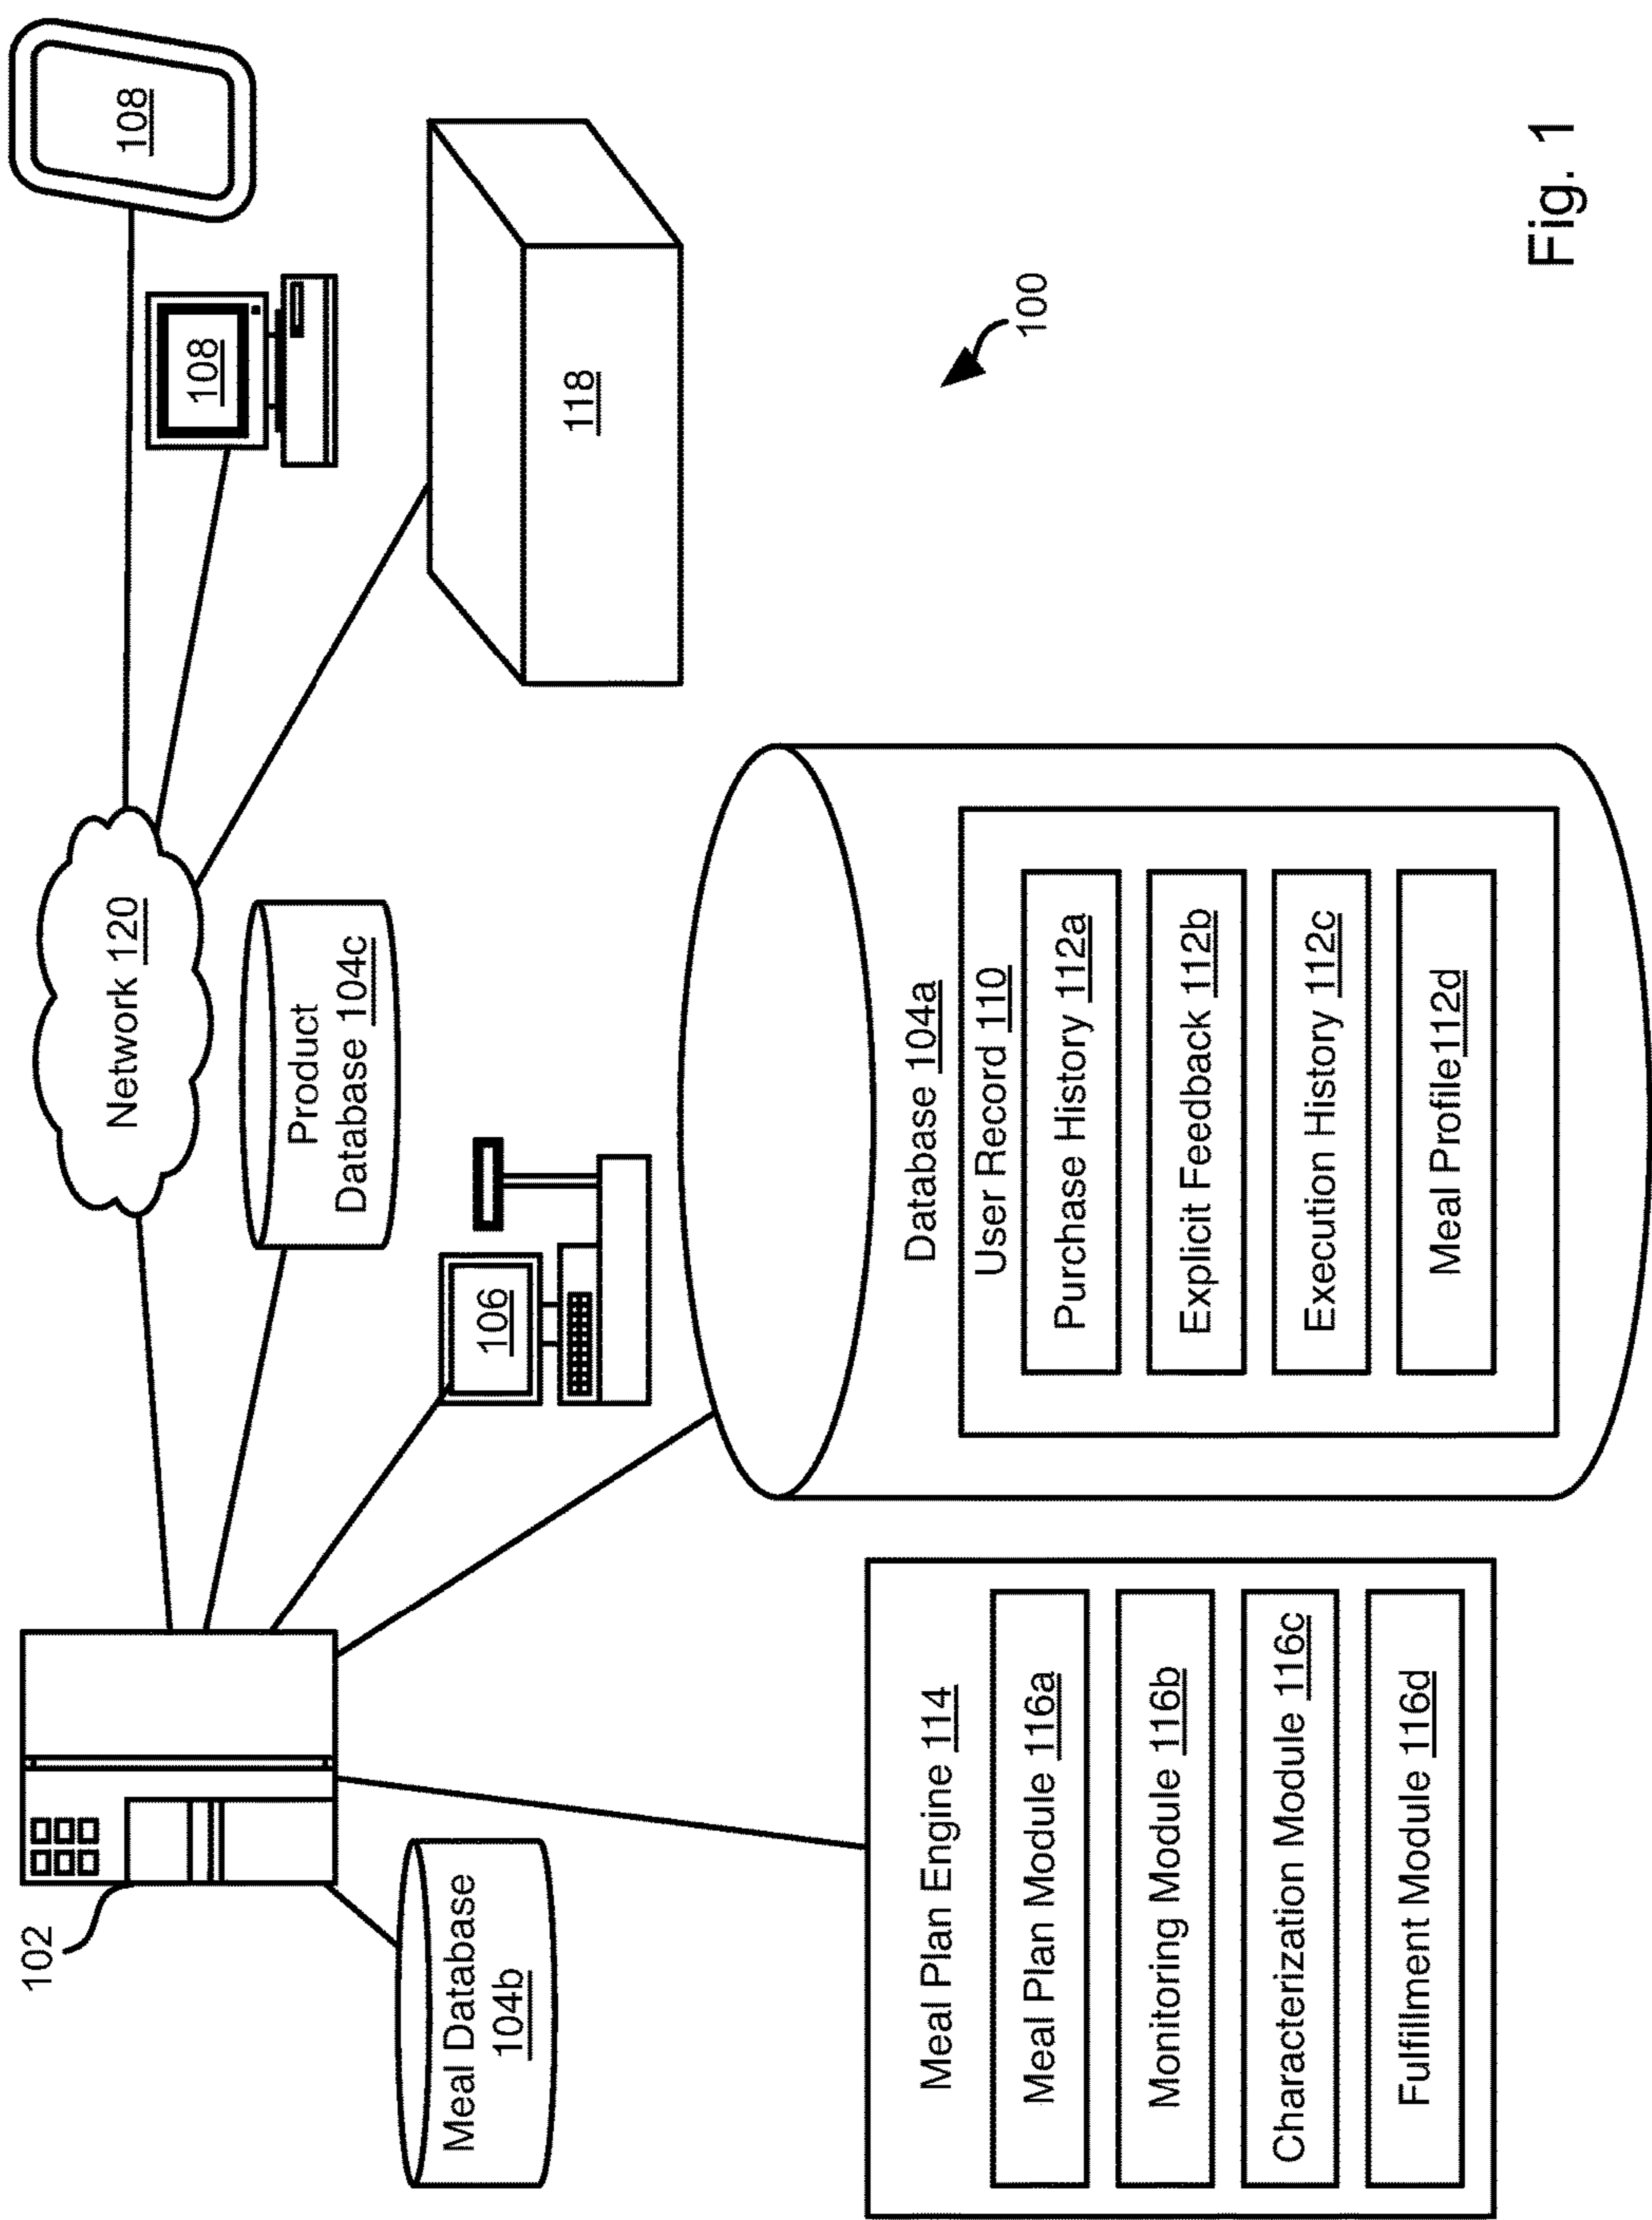 102
Network 120
108
108
Product
Database 104c
118
106
Meal Database
104b
100
Meal Plan Engine 114
Meal Plan Module 116a
Monitoring Module 116b
Characterization Module 116c
Fulfillment Module 116d
Database 104a
User Record 110
Purchase History 112a
Explicit Feedback 112b
Execution History 112c
Meal Profile112d
Fig. 1